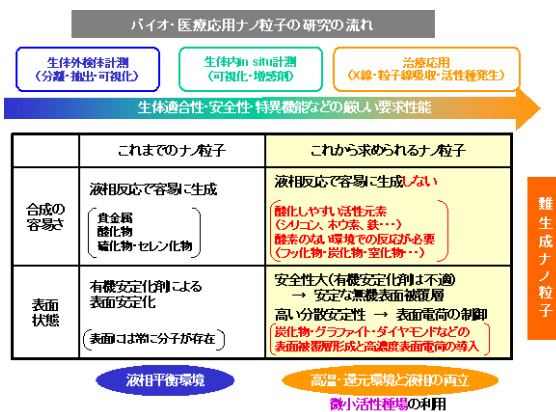 バイオ・医療応用ナノ粒子の研究の流れ
生体外検体計測
(分離・抽出・可視化)
生体内in situ計測
(可視化・増感剤)
治療応用
(X線・粒子線吸収・活性種発生)
生体適合性・安全性・特異機能などの厳しい要求性能
これまでのナノ粒子
これから求められるナノ粒子
合成の
容易さ
液相反応で容易に生成
貴金属
酸化物
硫化物・セレン化物
液相反応で容易に生成しない
酸化しやすい活性元素
(シリコン、ホウ素、鉄・・・)
酸素のない環境での反応が必要
(フッ化物・炭化物・窒化物・・・)
表面
状態
有機安定化剤による
表面安定化
(表面には常に分子が存在)
安全性大(有機安定化剤は不適)
→ 安定な無機表面被覆層
高い分散安定性 → 表面電荷の制御
炭化物・グラファイト・ダイヤモンドなどの
表面被覆層形成と高濃度表面電荷の導入
難生成ナノ粒子
液相平衡環境
高温・還元環境と液相の両立
微小活性種場の利用